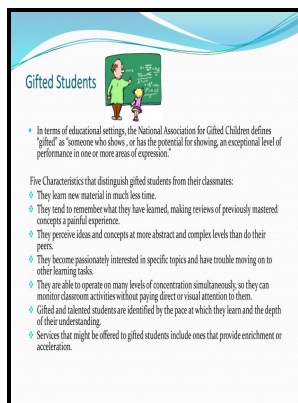 Gifted Students
In terms of educational settings, the National Association for Gifted Children defines
"gifted" as "someone who shows , or has the potential for showing, an exceptional level of
performance in one or more areas of expression."
Five Characteristics that distinguish gifted students from their classmates:
They learn new material in much less time.
They tend to remember what they have learned, making reviews of previously mastered
concepts a painful experience.
They perceive ideas and concepts at more abstract and complex levels than do their
peers.
They become passionately interested in specific topics and have trouble moving on to
other learning tasks.
They are able to operate on many levels of concentration simultaneously, so they can
monitor classroom activities without paying direct or visual attention to them.
Gifted and talented students are identified by the pace at which they learn and the depth
of their understanding.
Services that might be offered to gifted students include ones that provide enrichment or
acceleration.